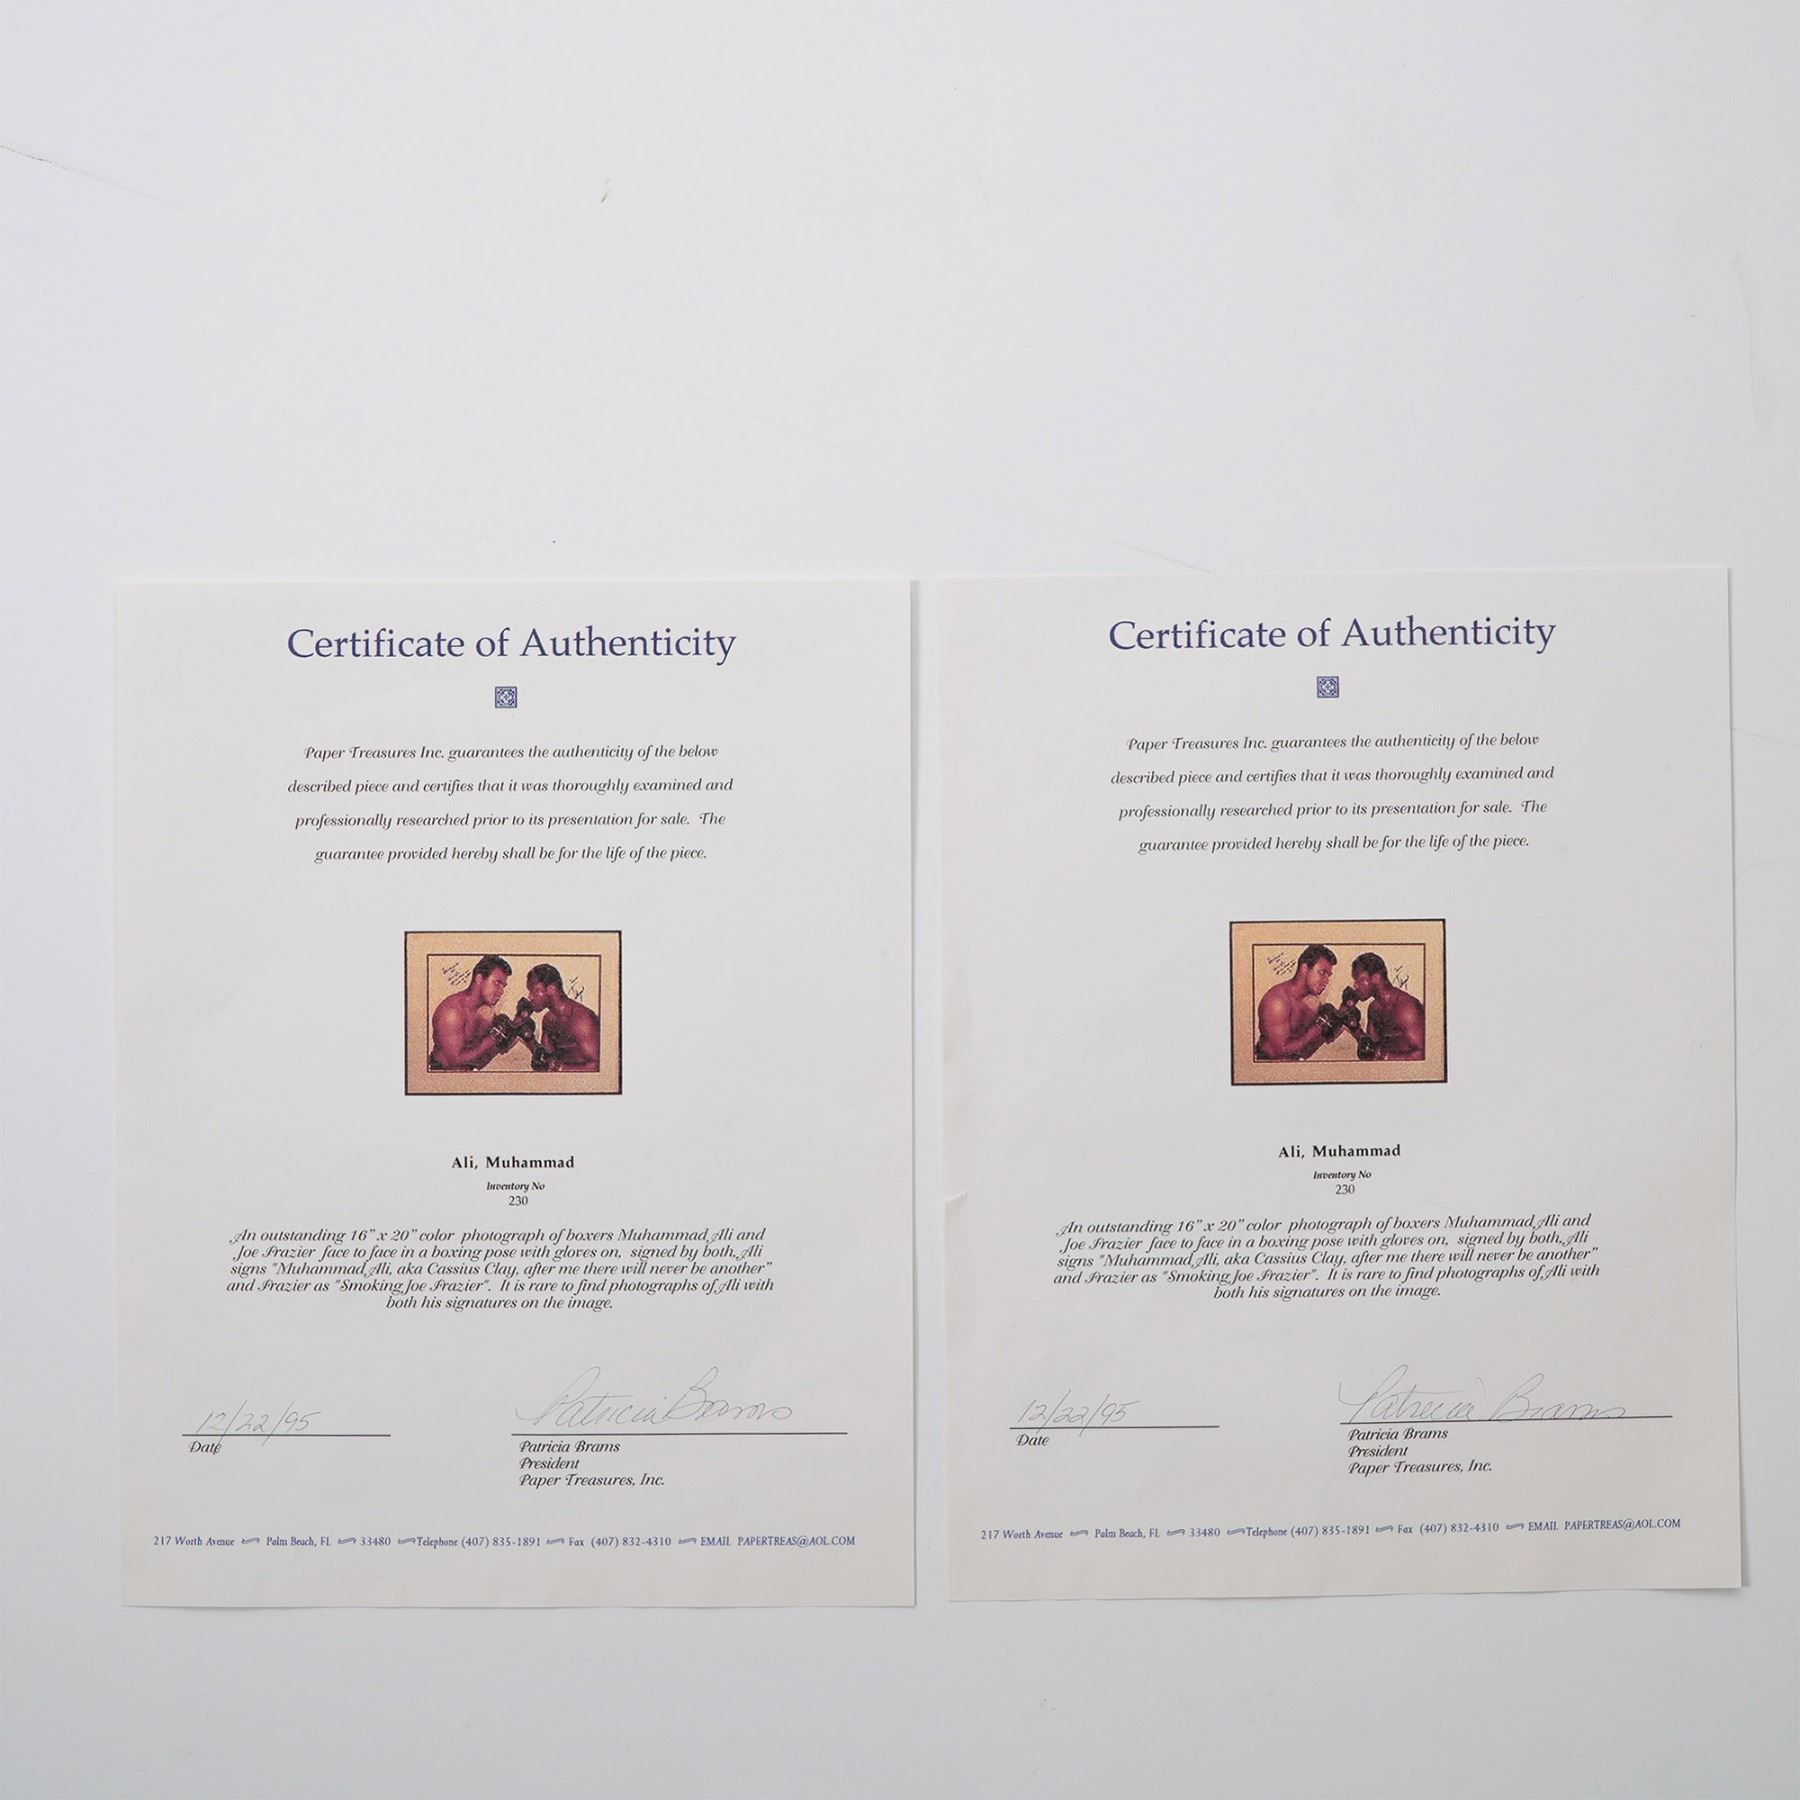 Certificate of Authenticity
Paper Treasures Inc. guarantees the authenticity of the below
described piece and certifies that it was thoroughly examined and
professionally researched prior to its presentation for sale. The
guarantee provided hereby shall be for the life of the piece.
Ali, Muhammad
Inventory No
230
An outstanding 16" x 20" color photograph of boxers Muhammad Ali and
Joe Frazier face to face in a boxing pose with gloves on, signed by both. Ali
signs "Muhammad Ali, aka Cassius Clay, after me there will never be another"
and Frazier as "Smoking Joe Frazier". It is rare to find photographs of Ali with
both his signatures on the image.
12/22/95
Patricia Brams
Date
Patricia Brams
President
Paper Treasures, Inc.
217 Worth Avenue Palm Beach, FL 33480 Telephone (407) 835-1891 Fax (407) 832-4310 EMAIL PAPERTREAS@AOL.COM
Certificate of Authenticity
Paper Treasures Inc. guarantees the authenticity of the below
described piece and certifies that it was thoroughly examined and
professionally researched prior to its presentation for sale. The
guarantee provided hereby shall be for the life of the piece.
Ali, Muhammad
Inventory No
230
An outstanding 16" x 20" color photograph of boxers Muhammad Ali and
Joe Frazier face to face in a boxing pose with gloves on, signed by both. Ali
signs "Muhammad Ali, aka Cassius Clay, after me there will never be another"
and Frazier as "Smoking Joe Frazier". It is rare to find photographs of Ali with
both his signatures on the image.
12/22/95
Patricia Brams
Date
Patricia Brams
President
Paper Treasures, Inc.
217 Worth Avenue Palm Beach, FL 33480 Telephone (407) 835-1891 Fax (407) 832-4310 EMAIL PAPERTREAS@AOL.COM